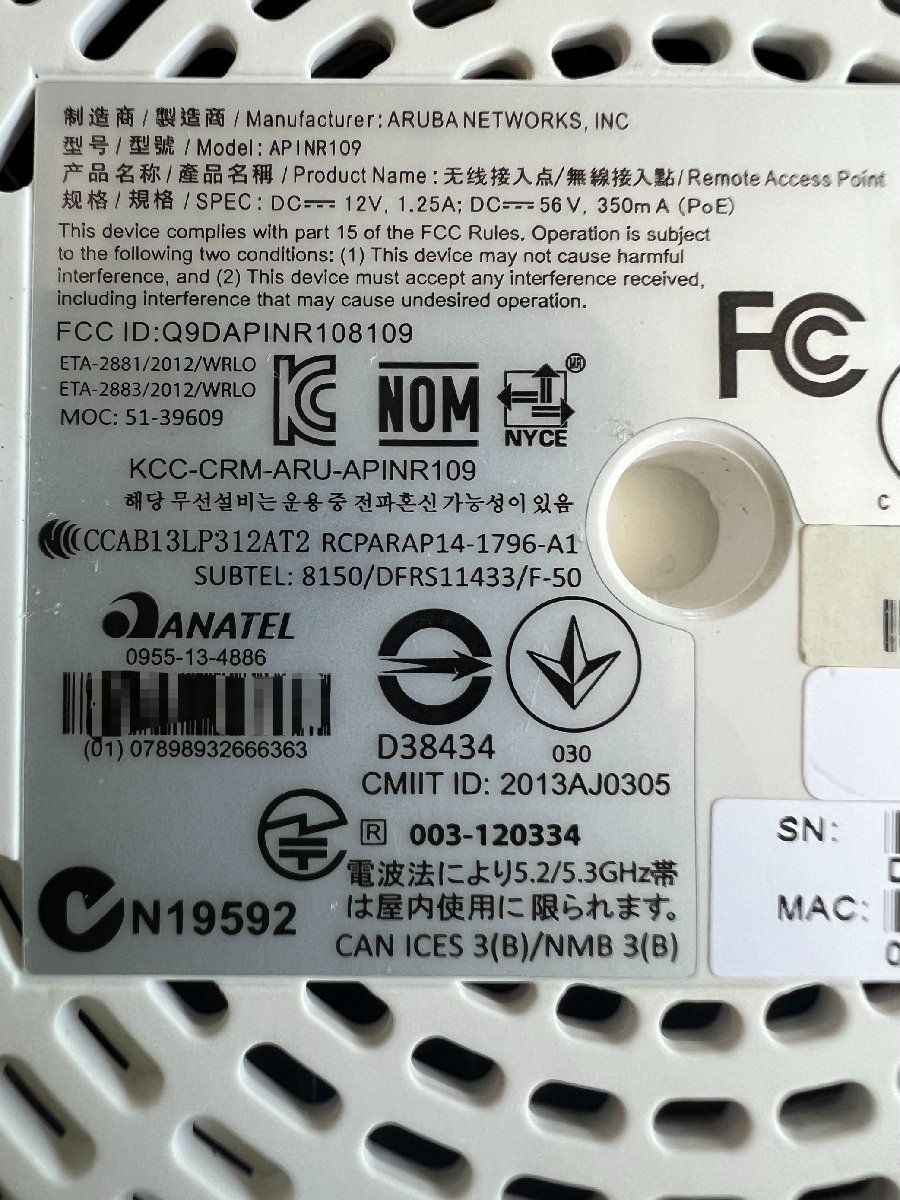 制造商 / 製造商 / Manufacturer: ARUBA NETWORKS, INC
型号 / 型號 / Model: APINR109
产品名称 / 產品名稱 / Product Name : 无线接入点/無線接入點/ Remote Access Point
规格 / 規格 / SPEC : DC⎓ 12V, 1.25A; DC⎓ 56V, 350mA (PoE)
This device complies with part 15 of the FCC Rules. Operation is subject
to the following two conditions: (1) This device may not cause harmful
interference, and (2) This device must accept any interference received,
including interference that may cause undesired operation.
FC
FCC ID:Q9DAPINR108109
ETA-2881/2012/WRLO
ETA-2883/2012/WRLO
MOC: 51-39609
KC
NOM
NYCE
KCC-CRM-ARU-APINR109
해당 무선설비는 운용 중 전파혼신 가능성이 있음
C
CCAB13LP312AT2 RCPARAP14-1796-A1
SUBTEL: 8150/DFRS11433/F-50
ANATEL
0955-13-4886
(01) 07898932666363
D38434
030
CMIIT ID: 2013AJ0305
R 003-120334
電波法により5.2/5.3GHz帯
は屋内使用に 限られます。
N19592
CAN ICES 3(B)/NMB 3(B)
SN:
MAC: